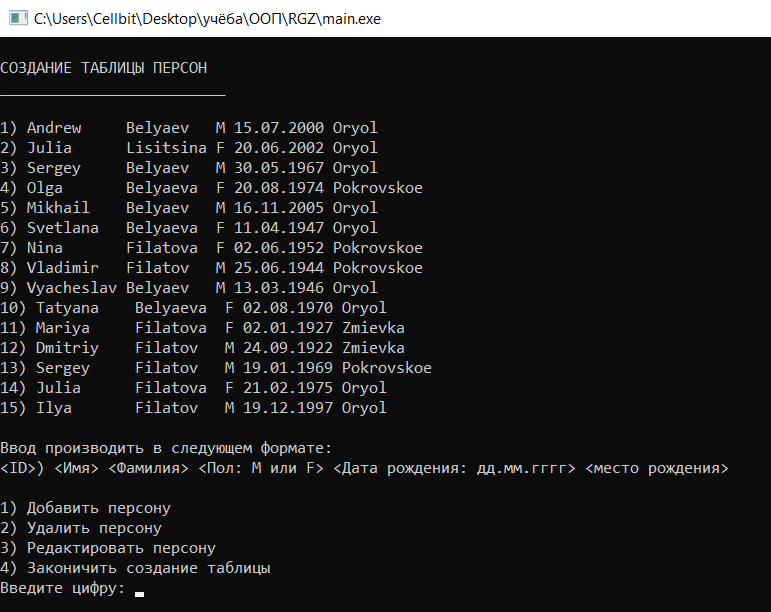 C:\Users\Cellbit\Desktop\учёба\ООП\RGZ\main.exe
СОЗДАНИЕ ТАБЛИЦЫ ПЕРСОН
_________________________
1) Andrew     Belyaev   M 15.07.2000 Oryol
2) Julia      Lisitsina F 20.06.2002 Oryol
3) Sergey     Belyaev   M 30.05.1967 Oryol
4) Olga       Belyaeva  F 20.08.1974 Pokrovskoe
5) Mikhail    Belyaev   M 16.11.2005 Oryol
6) Svetlana   Belyaeva  F 11.04.1947 Oryol
7) Nina       Filatova  F 02.06.1952 Pokrovskoe
8) Vladimir   Filatov   M 25.06.1944 Pokrovskoe
9) Vyacheslav Belyaev   M 13.03.1946 Oryol
10) Tatyana    Belyaeva  F 02.08.1970 Oryol
11) Mariya     Filatova  F 02.01.1927 Zmievka
12) Dmitriy    Filatov   M 24.09.1922 Zmievka
13) Sergey     Filatov   M 19.01.1969 Pokrovskoe
14) Julia      Filatova  F 21.02.1975 Oryol
15) Ilya       Filatov   M 19.12.1997 Oryol
Ввод производить в следующем формате:
<ID>) <Имя> <Фамилия> <Пол: M или F> <Дата рождения: дд.мм.гггг> <место рождения>
1) Добавить персону
2) Удалить персону
3) Редактировать персону
4) Законичить создание таблицы
Введите цифру: